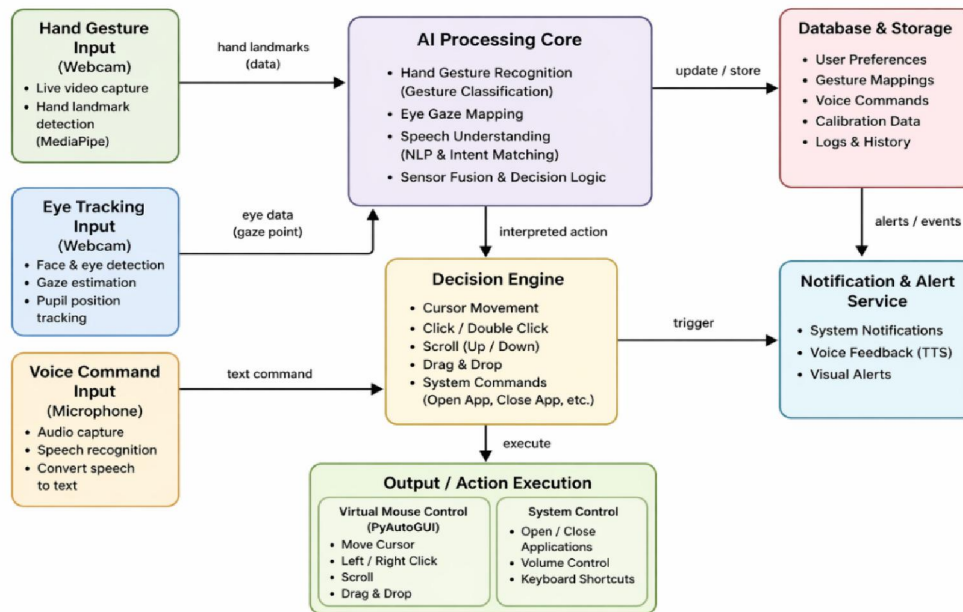 Hand Gesture
Input
(Webcam)
• Live video capture
• Hand landmark
detection
(MediaPipe)
hand landmarks
(data)
AI Processing Core
• Hand Gesture Recognition
(Gesture Classification)
• Eye Gaze Mapping
• Speech Understanding
(NLP & Intent Matching)
• Sensor Fusion & Decision Logic
update / store
Database & Storage
• User Preferences
• Gesture Mappings
• Voice Commands
• Calibration Data
• Logs & History
Eye Tracking
Input
(Webcam)
• Face & eye detection
• Gaze estimation
• Pupil position
tracking
eye data
(gaze point)
interpreted action
alerts / events
Decision Engine
• Cursor Movement
• Click / Double Click
• Scroll (Up / Down)
• Drag & Drop
• System Commands
(Open App, Close App, etc.)
trigger
Notification & Alert
Service
• System Notifications
• Voice Feedback (TTS)
• Visual Alerts
Voice Command
Input
(Microphone)
• Audio capture
• Speech recognition
• Convert speech
to text
text command
execute
Output / Action Execution
Virtual Mouse Control
(PyAutoGUI)
• Move Cursor
• Left / Right Click
• Scroll
• Drag & Drop
System Control
• Open / Close
Applications
• Volume Control
• Keyboard Shortcuts